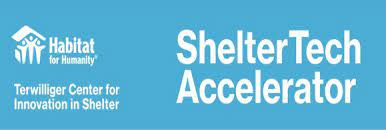 Habitat
for Humanity®
Terwilliger Center for
Innovation in Shelter
ShelterTech
Accelerator